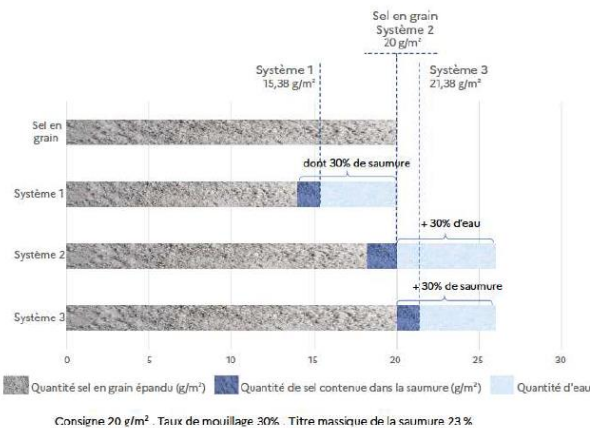 Sel en grain
Système 2
20 g/m²
Système 1
15,38 g/m²
Système 3
21,38 g/m²
Sel en
grain
dont 30% de saumure
Système 1
+ 30% d'eau
Système 2
+ 30% de saumure
Système 3
0 5 10 15 20 25 30
Quantité sel en grain épandu (g/m²) Quantité de sel contenue dans la saumure (g/m²) Quantité d'eau
Consigne 20 g/m² . Taux de mouillage 30% . Titre massique de la saumure 23 %